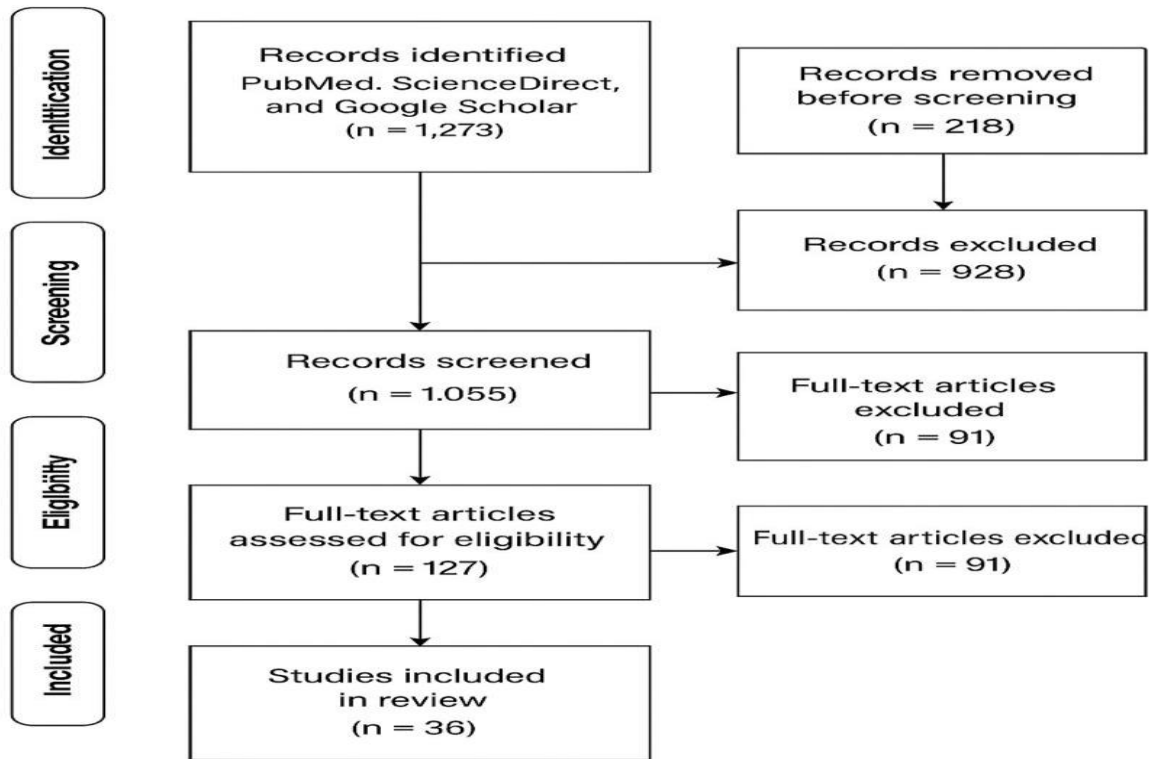 Idenittication
Records identified
PubMed. ScienceDirect,
and Google Scholar
(n = 1,273)
Records removed
before screening
(n = 218)
Records excluded
(n = 928)
Screening
Records screened
(n = 1.055)
Full-text articles
excluded
(n = 91)
Eliglbiiity
Full-text articles
assessed for eligibility
(n = 127)
Full-text articles excluded
(n = 91)
Included
Studies included
in review
(n = 36)